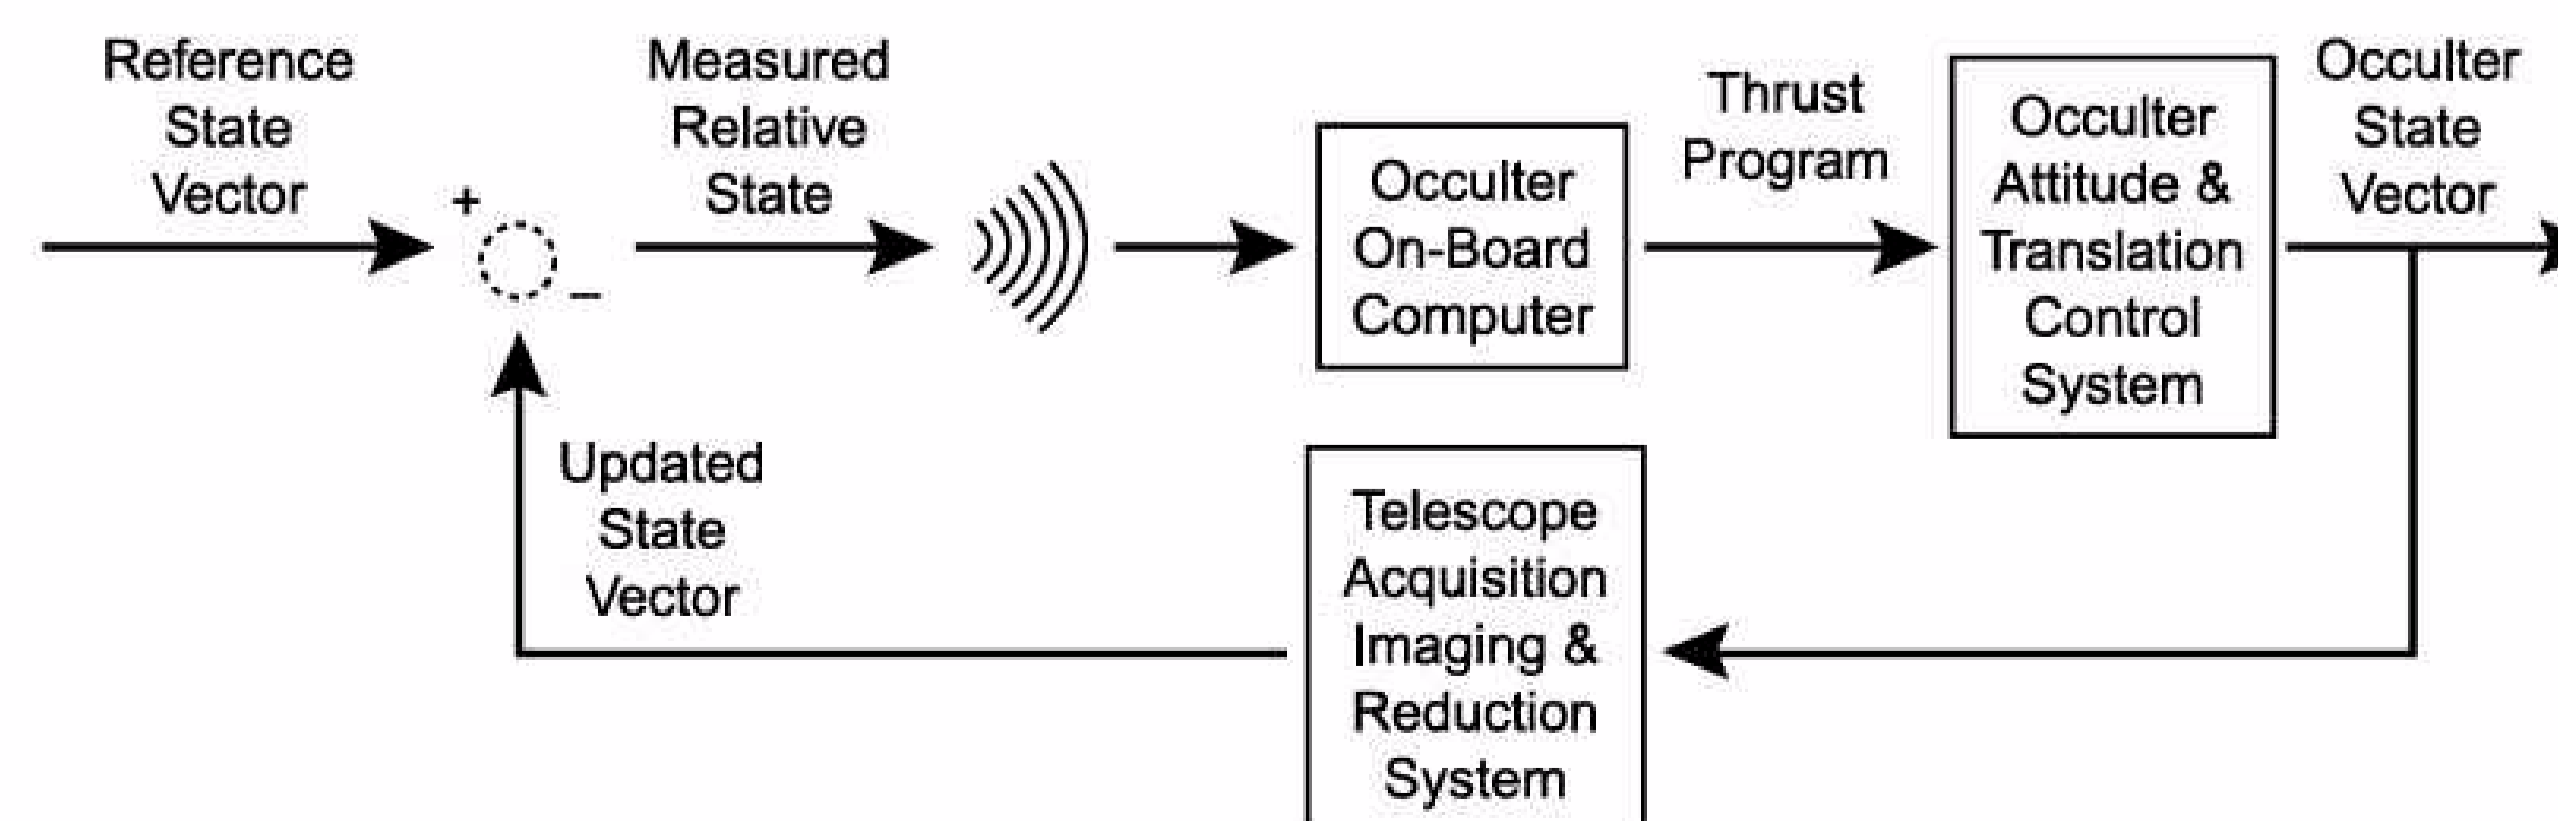 Reference
State
Vector
+
–
Measured
Relative
State
Occulter
On-Board
Computer
Thrust
Program
Occulter
Attitude &
Translation
Control
System
Occulter
State
Vector
Updated
State
Vector
Telescope
Acquisition
Imaging &
Reduction
System